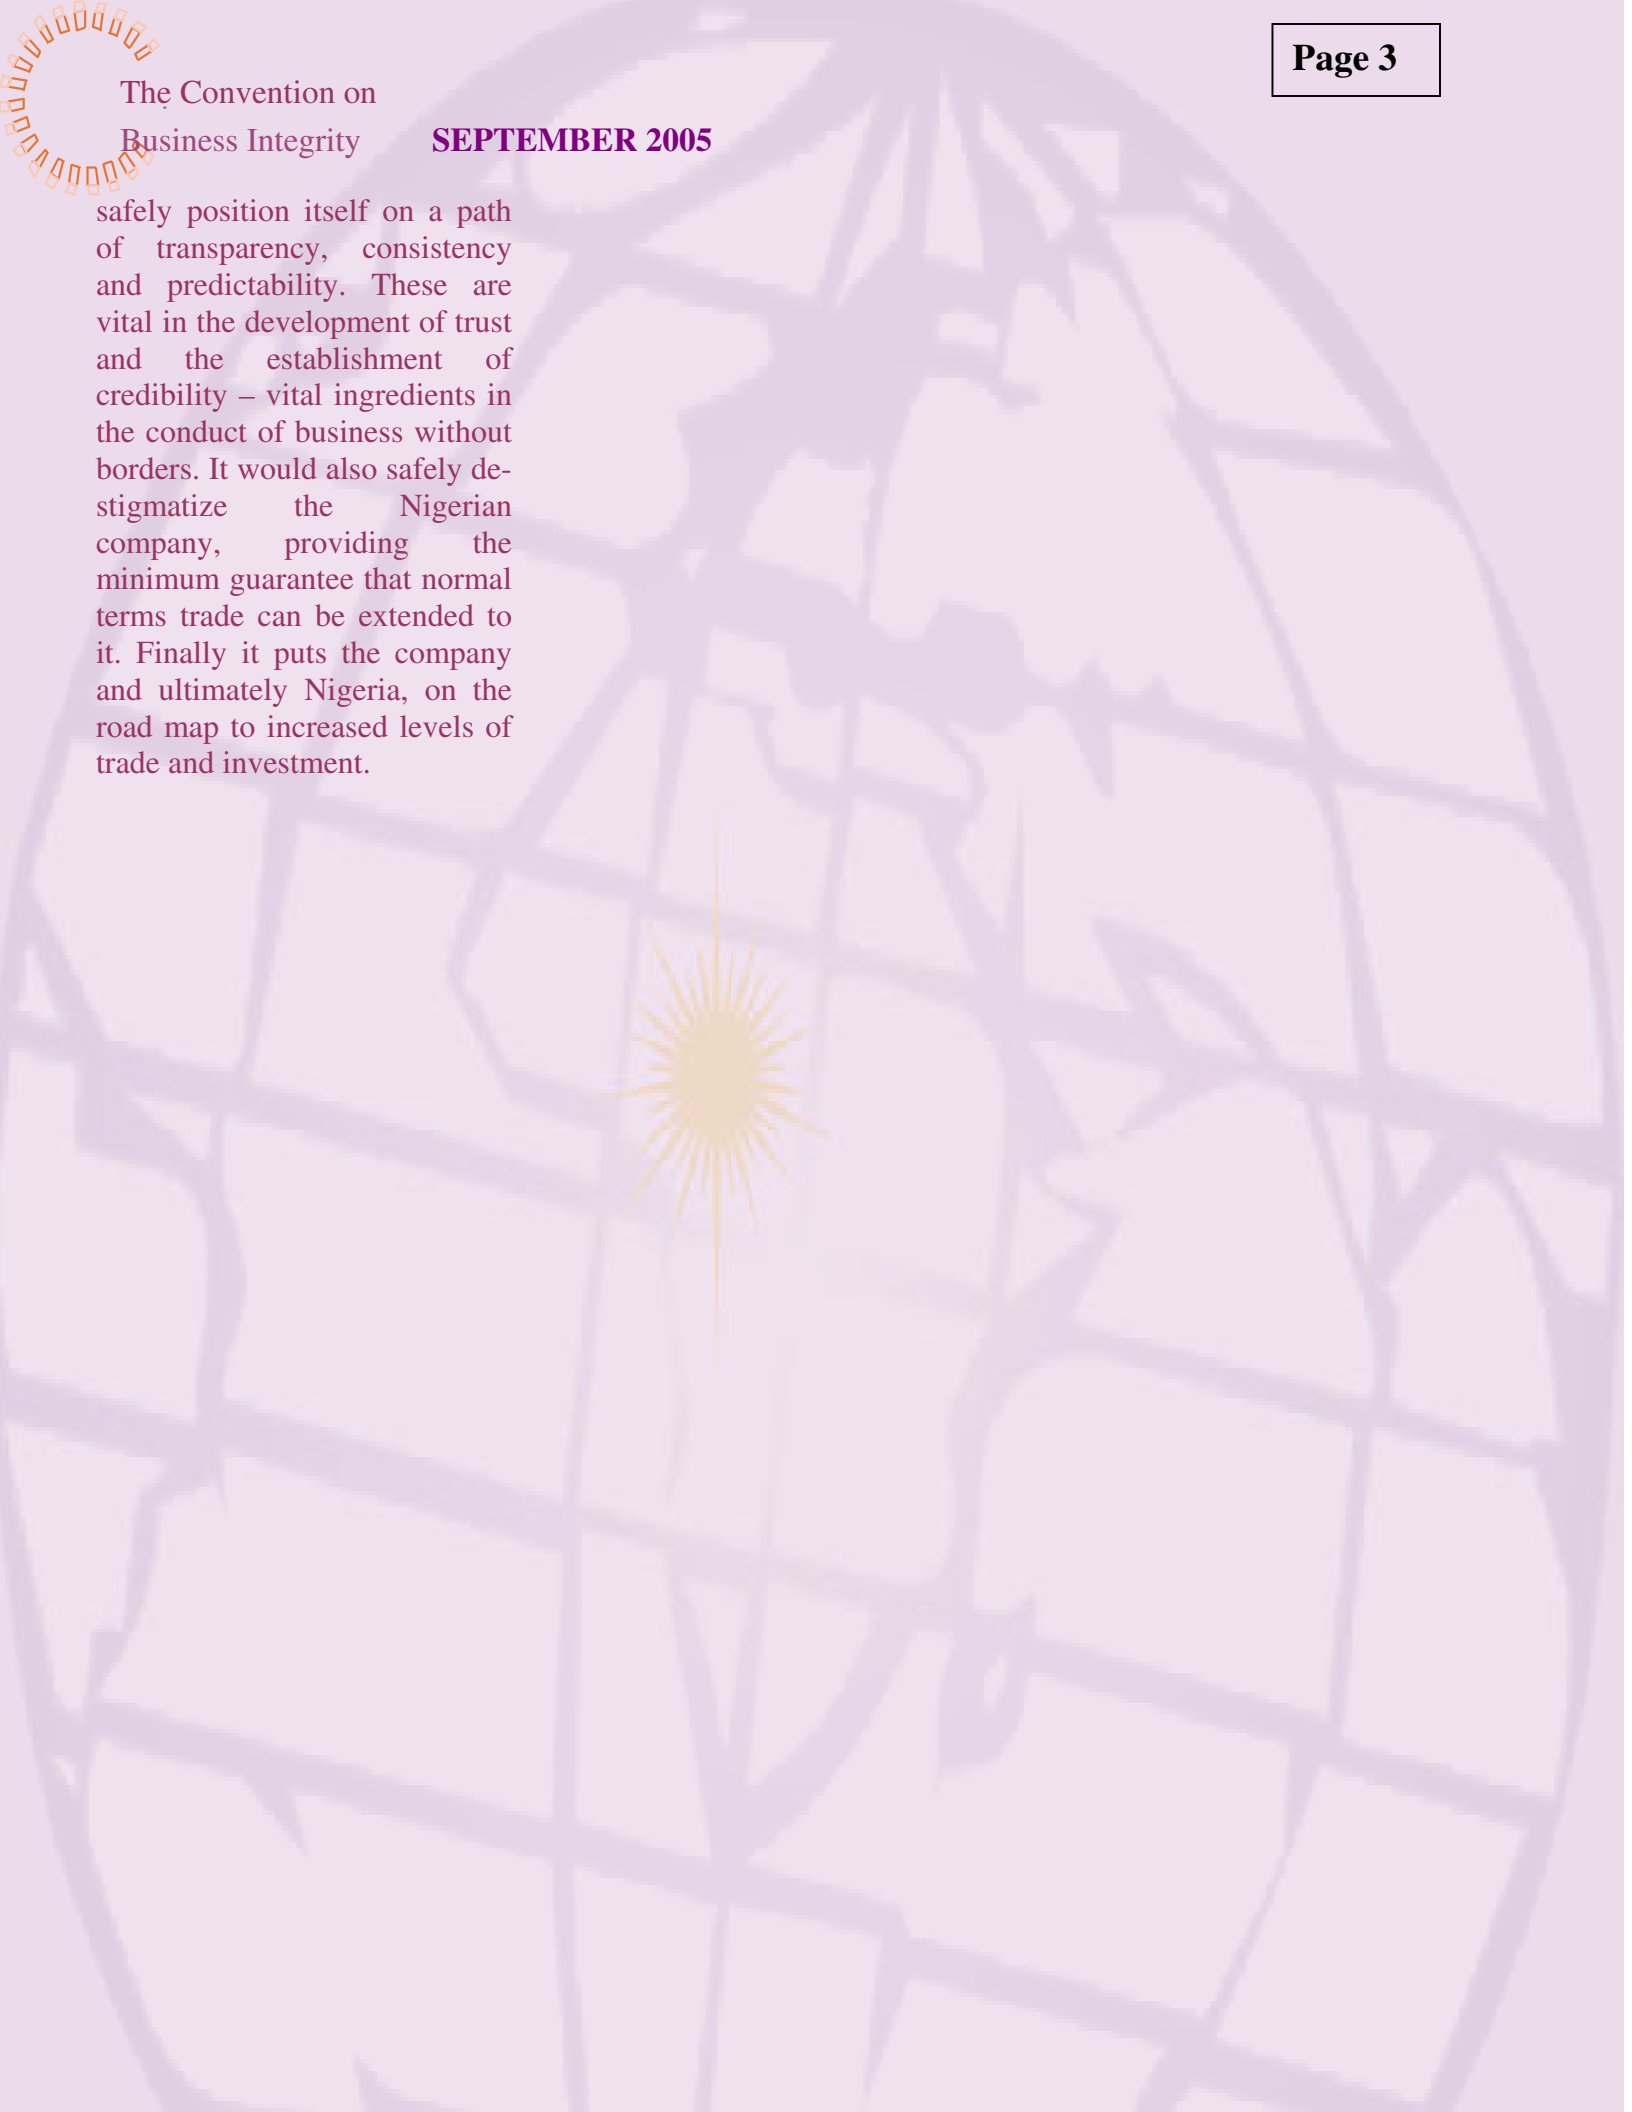 Page 3
The Convention on
Business Integrity SEPTEMBER 2005
safely position itself on a path
of transparency, consistency
and predictability. These are
vital in the development of trust
and the establishment of
credibility – vital ingredients in
the conduct of business without
borders. It would also safely de-
stigmatize the Nigerian
company, providing the
minimum guarantee that normal
terms trade can be extended to
it. Finally it puts the company
and ultimately Nigeria, on the
road map to increased levels of
trade and investment.